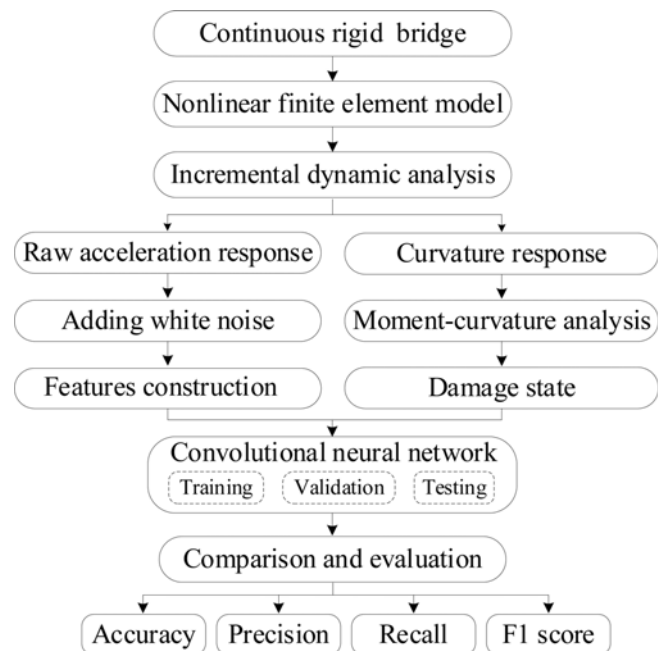 Continuous rigid bridge
Nonlinear finite element model
Incremental dynamic analysis
Raw acceleration response
Curvature response
Adding white noise
Moment-curvature analysis
Features construction
Damage state
Convolutional neural network
Training
Validation
Testing
Comparison and evaluation
Accuracy
Precision
Recall
F1 score